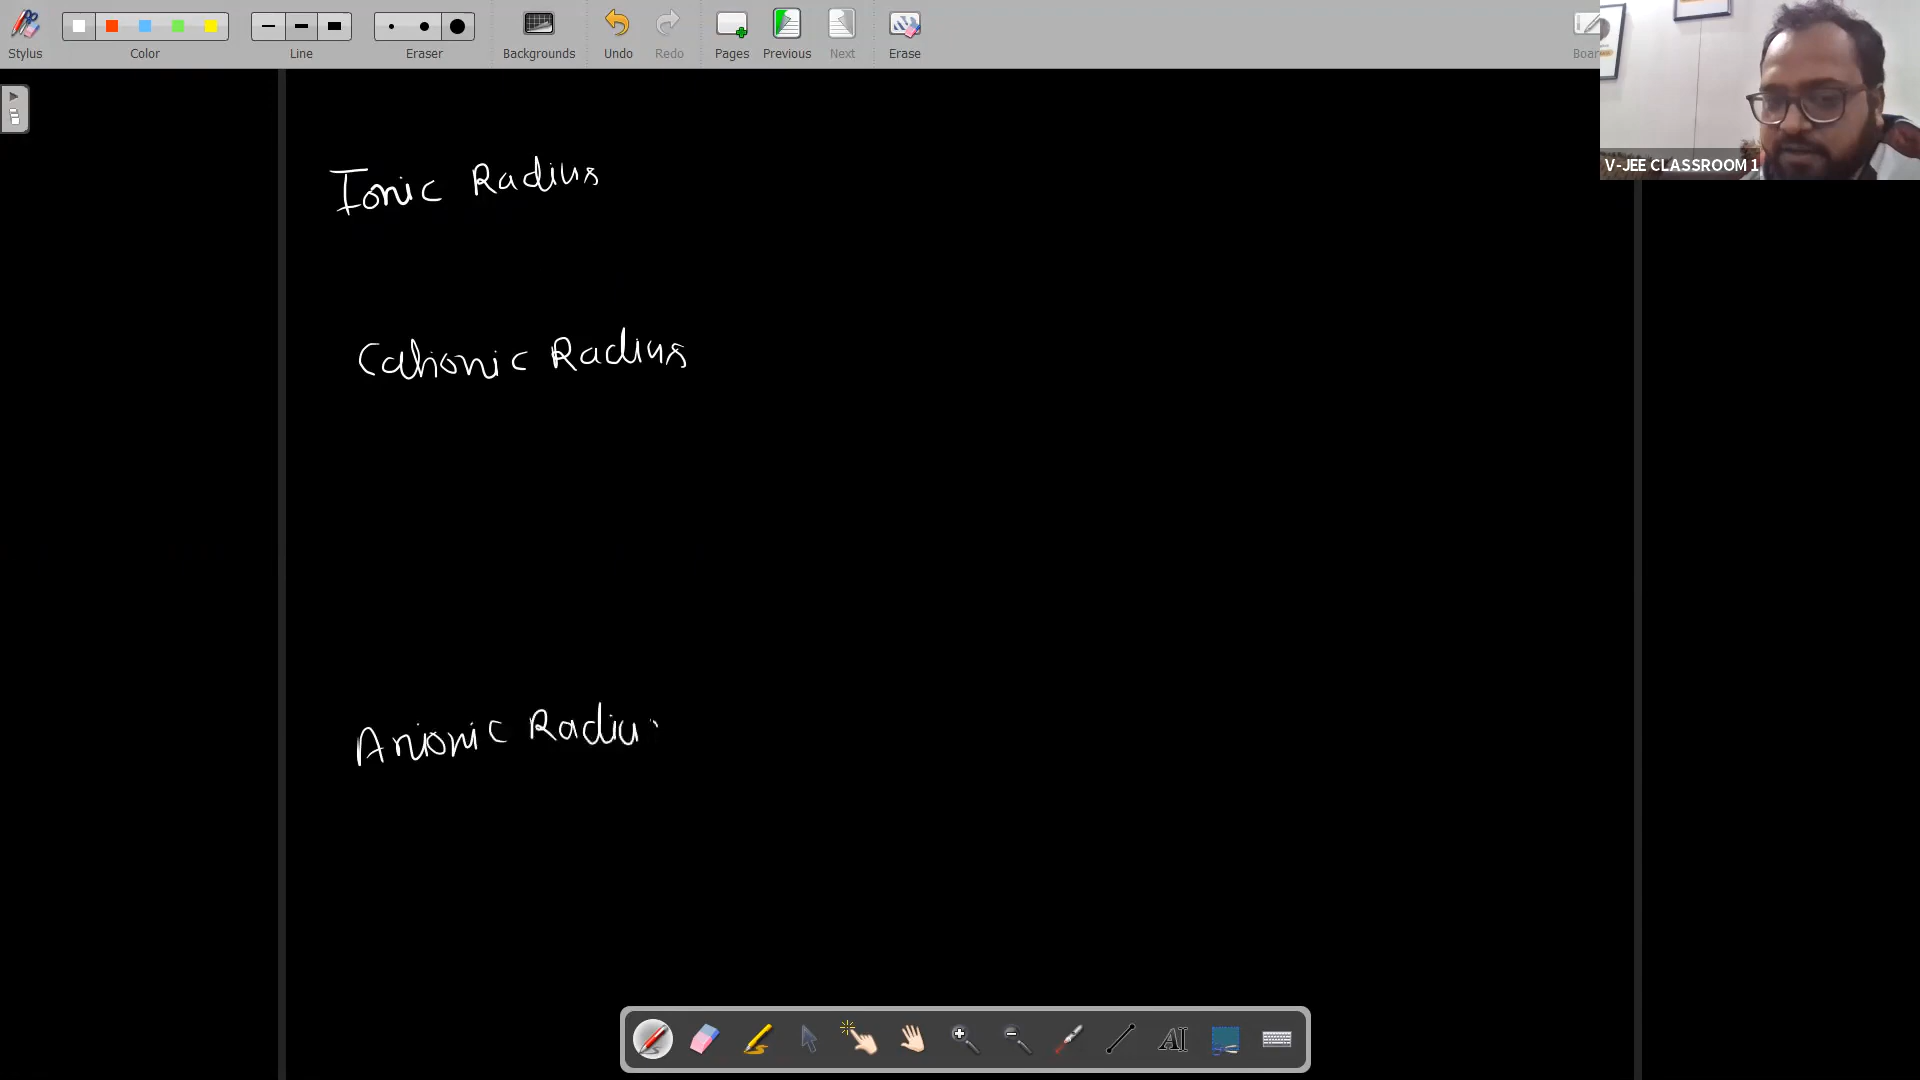 Stylus Color Line Eraser Backgrounds Undo Redo Pages Previous Next Erase
V-JEE CLASSROOM 1
Ionic Radius
Cationic Radius
Anionic Radiu
AI